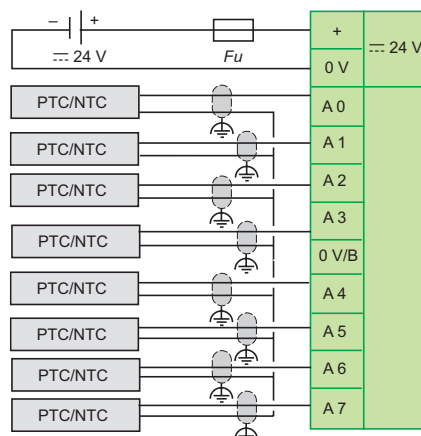 – +
⎓ 24 V
Fu
+
⎓ 24 V
0 V
PTC/NTC
A 0
PTC/NTC
A 1
PTC/NTC
A 2
A 3
PTC/NTC
0 V/B
PTC/NTC
A 4
PTC/NTC
A 5
PTC/NTC
A 6
PTC/NTC
A 7